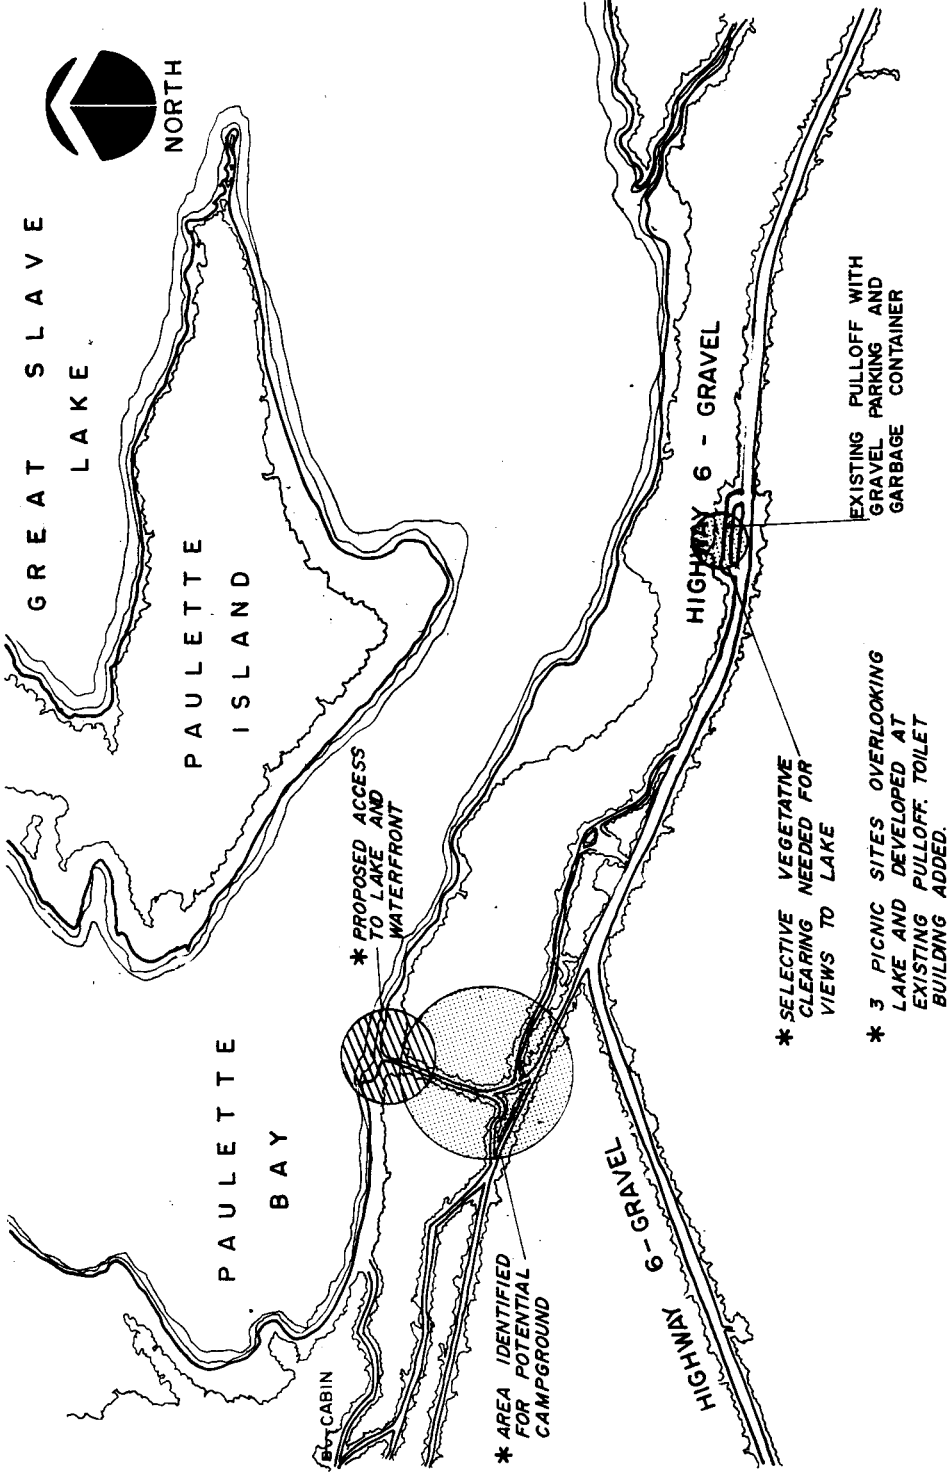 GREAT SLAVE
LAKE
NORTH
PAULETTE
ISLAND
PAULETTE
BAY
* PROPOSED ACCESS
TO LAKE AND
WATERFRONT
CABIN
* AREA IDENTIFIED
FOR POTENTIAL
CAMPGROUND
HIGHWAY 6-GRAVEL
HIGHWAY 6 - GRAVEL
EXISTING PULLOFF WITH
GRAVEL PARKING AND
GARBAGE CONTAINER
* SELECTIVE VEGETATIVE
CLEARING NEEDED FOR
VIEWS TO LAKE
* 3 PICNIC SITES OVERLOOKING
LAKE AND DEVELOPED AT
EXISTING PULLOFF. TOILET
BUILDING ADDED.